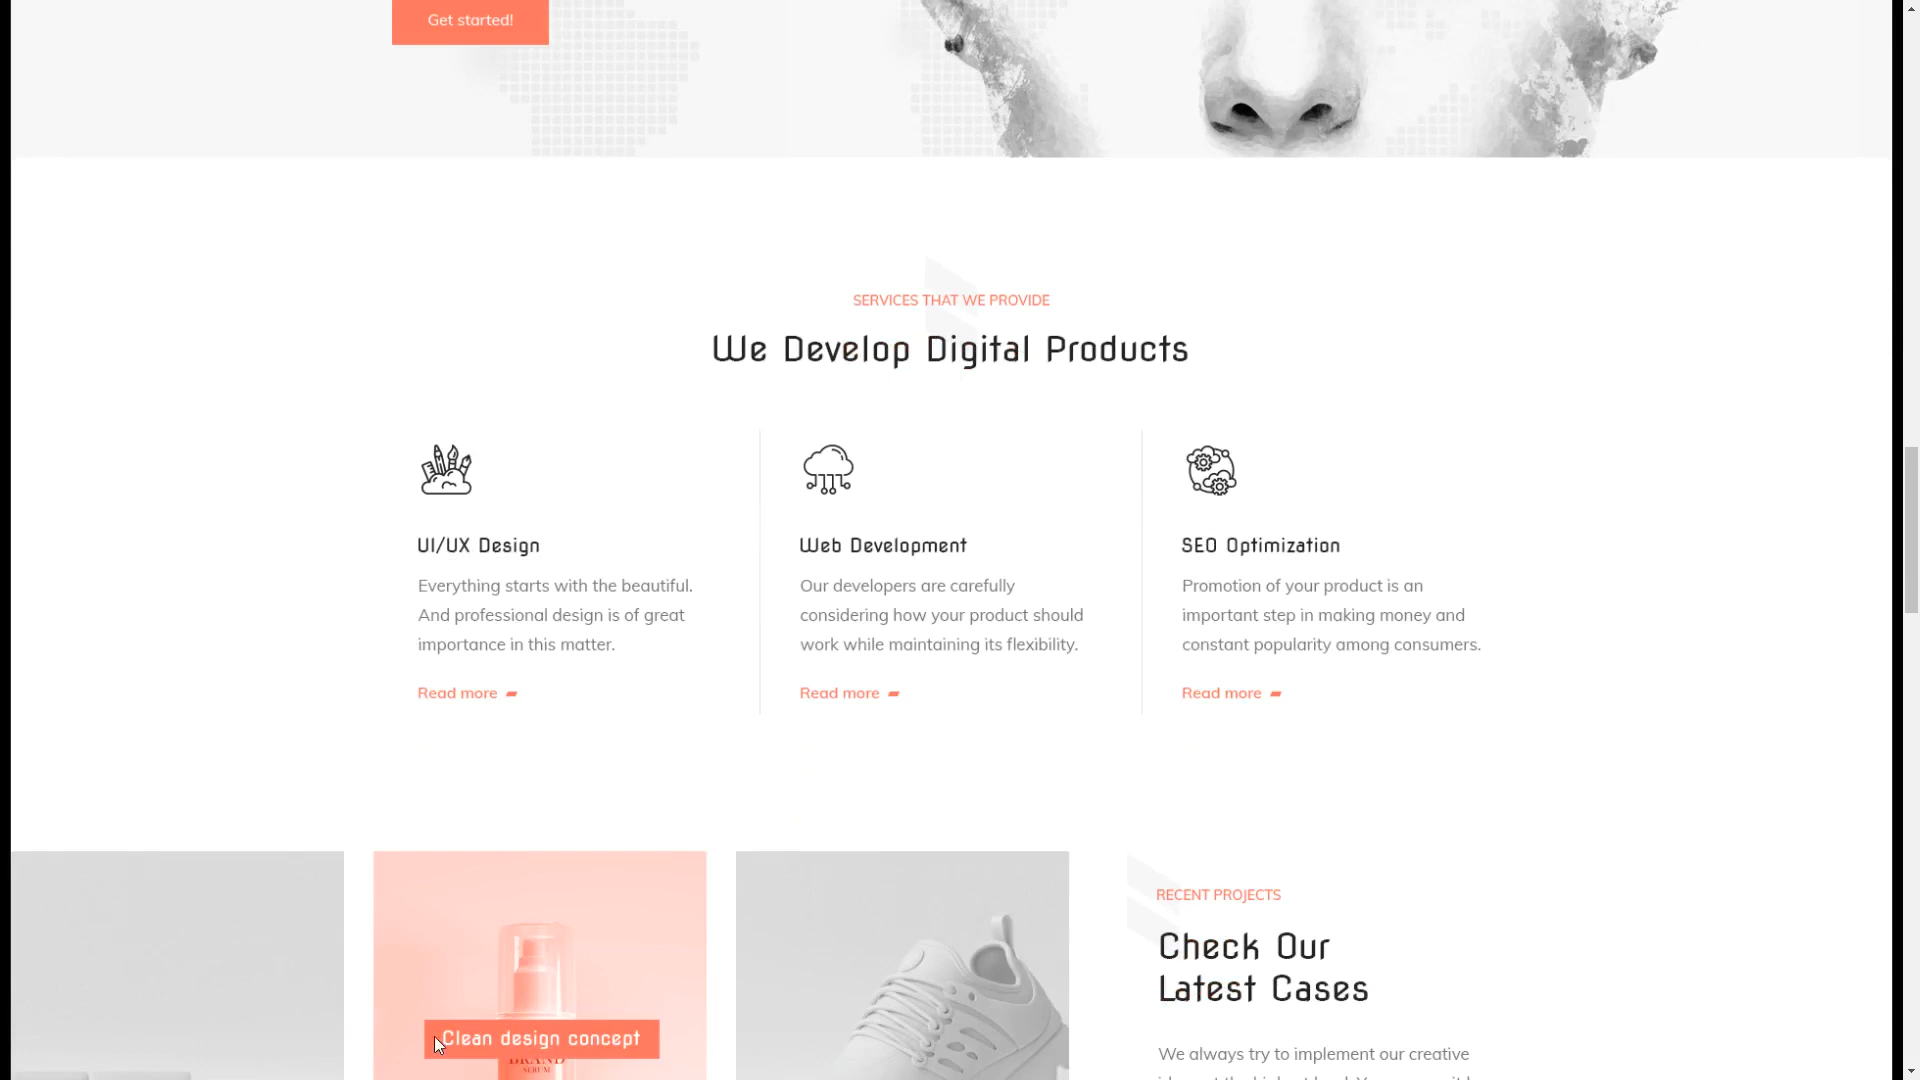 Get started!
SERVICES THAT WE PROVIDE
We Develop Digital Products
UI/UX Design
Everything starts with the beautiful.
And professional design is of great
importance in this matter.
Read more
Web Development
Our developers are carefully
considering how your product should
work while maintaining its flexibility.
Read more
SEO Optimization
Promotion of your product is an
important step in making money and
constant popularity among consumers.
Read more
Clean design concept
BRAND
SERUM
RECENT PROJECTS
Check Our
Latest Cases
We always try to implement our creative